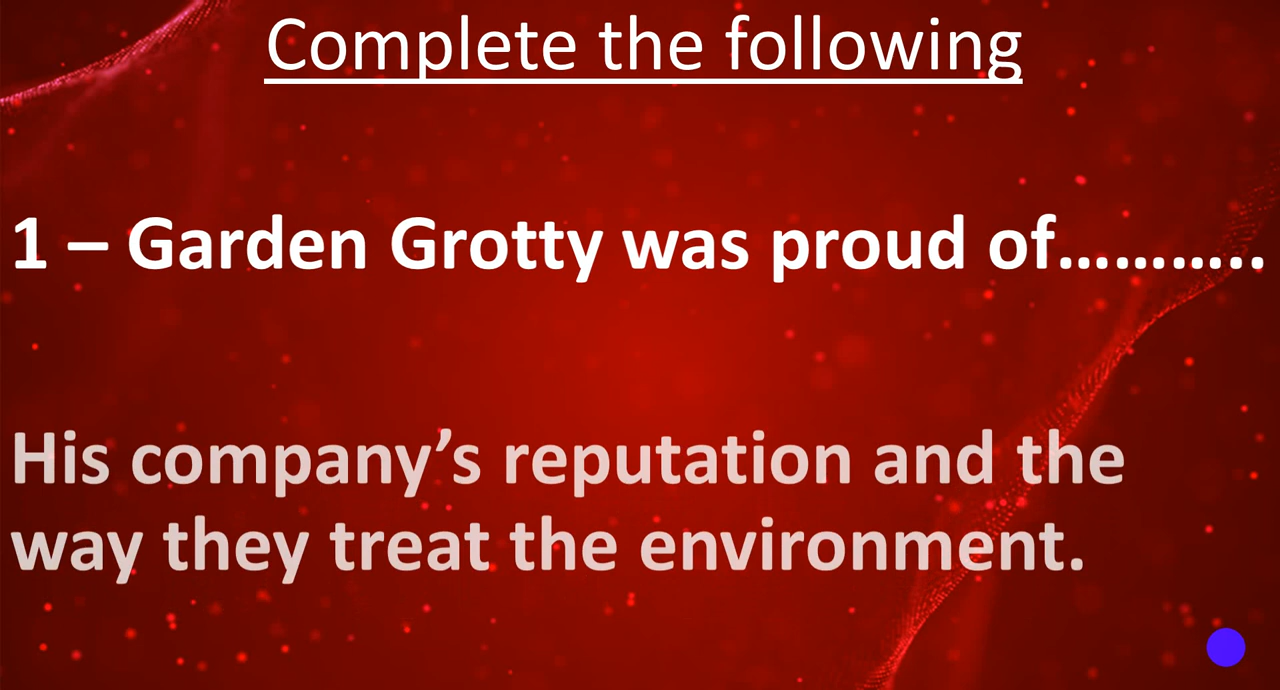 Complete the following
1 – Garden Grotty was proud of………..
His company’s reputation and the
way they treat the environment.